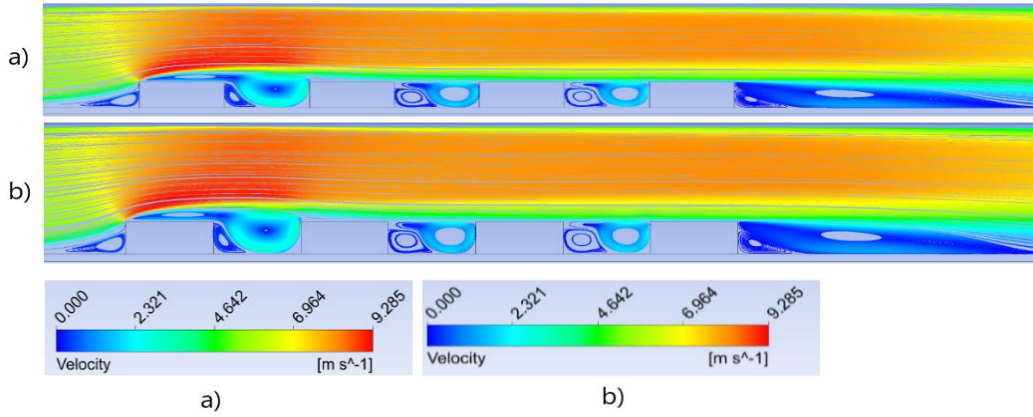 a)
b)
0.000 2.321 4.642 6.964 9.285
Velocity [m s^-1]
0.000 2.321 4.642 6.964 9.285
Velocity [m s^-1]
a) b)